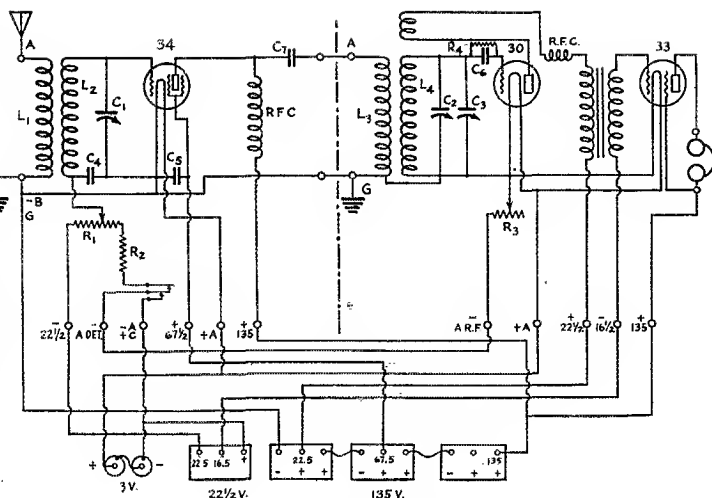 34
30
33
A
L1
L2
C1
C4
C5
C7
RFC
A
L3
L4
C2
C3
R4
C6
R.F.C.
-B
G
G
R1
R2
R3
- 22½
- A DET.
- A + C
+ 67½
+A
+ 135
- A R.F.
+A
+ 22½
- 16½
+ 135
+ -
3 V.
22.5 16.5 +
22½ V.
- 22.5 +
- 67.5 + +
- + 135 +
135 V.